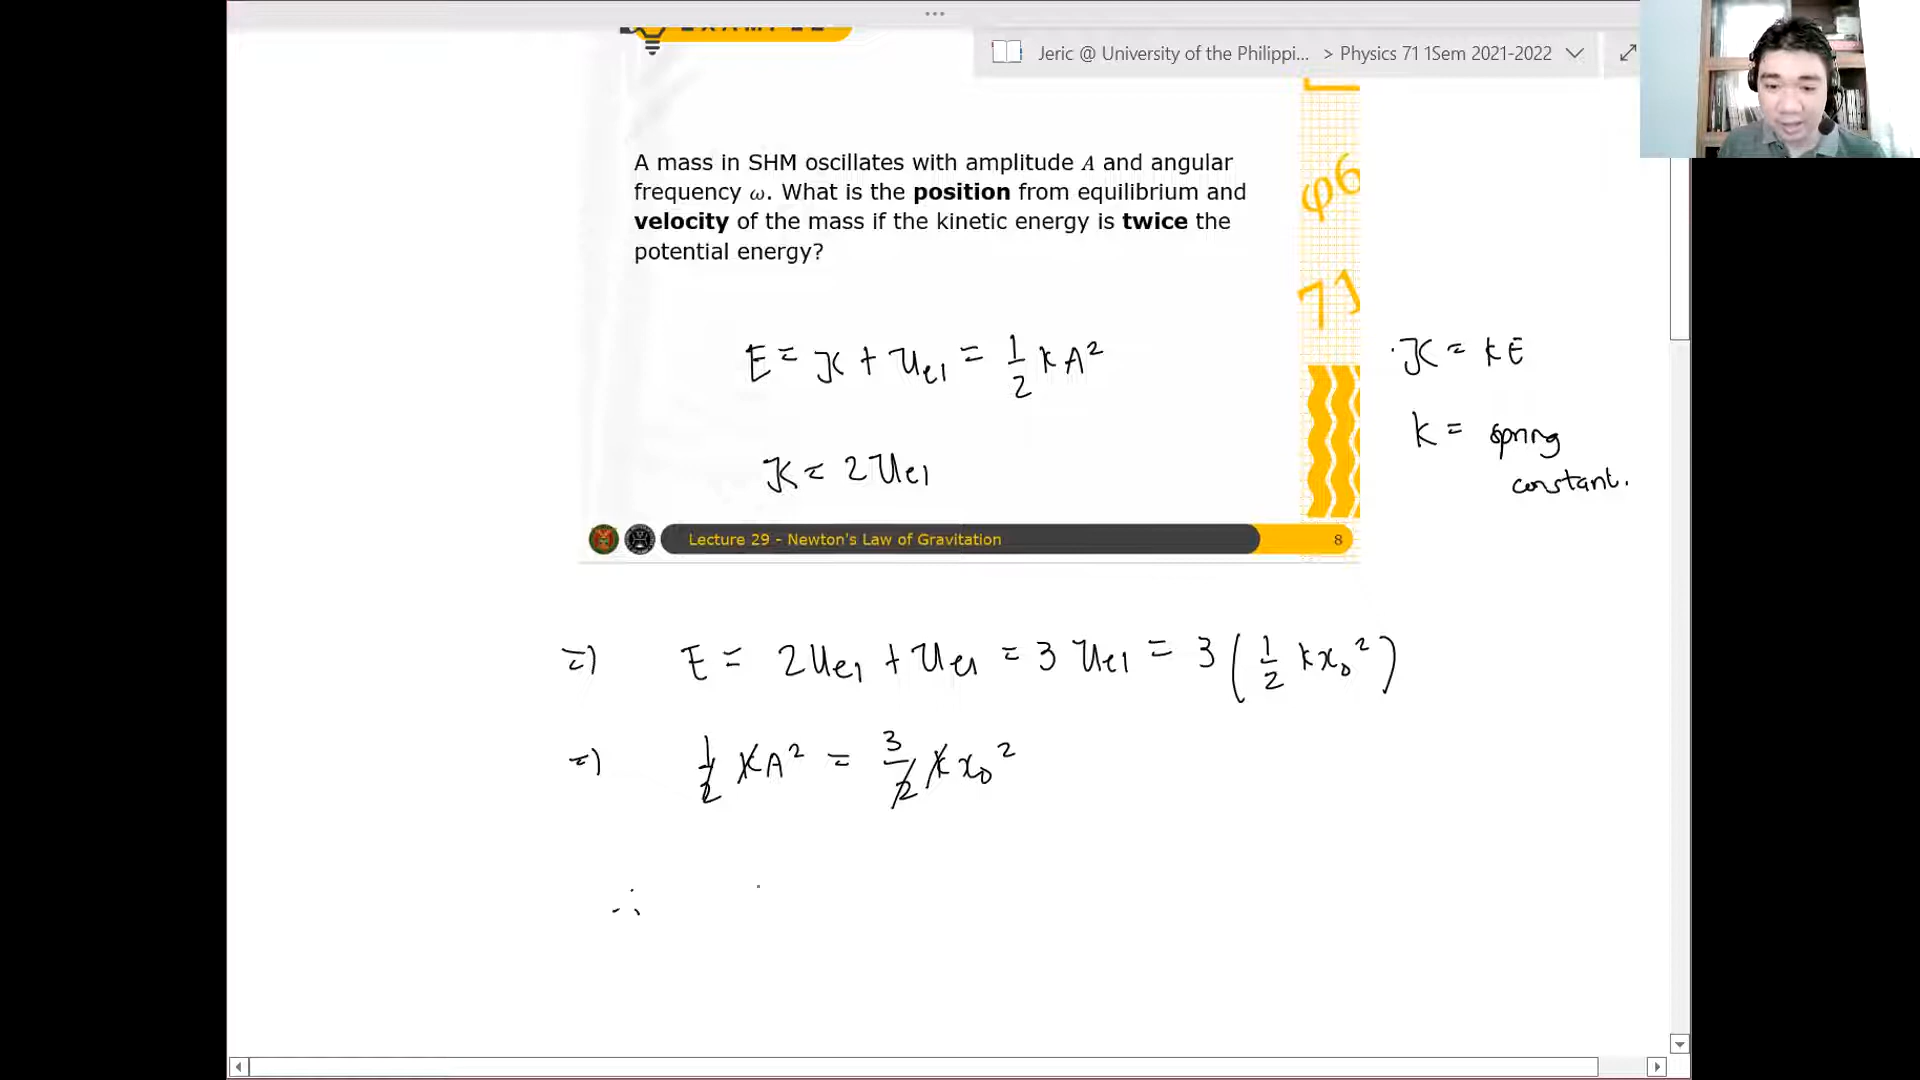 Jeric @ University of the Philippi... > Physics 71 1Sem 2021-2022
A mass in SHM oscillates with amplitude A and angular
frequency ω. What is the position from equilibrium and
velocity of the mass if the kinetic energy is twice the
potential energy?
φ6
71
E = K + Uel = 1/2 kA²
K = 2Uel
K = KE
k = spring
constant.
Lecture 29 - Newton's Law of Gravitation
8
=) E = 2Uel + Uel = 3 Uel = 3 (1/2 kx₀²)
=) 1/2 kA² = 3/2 kx₀²
∴